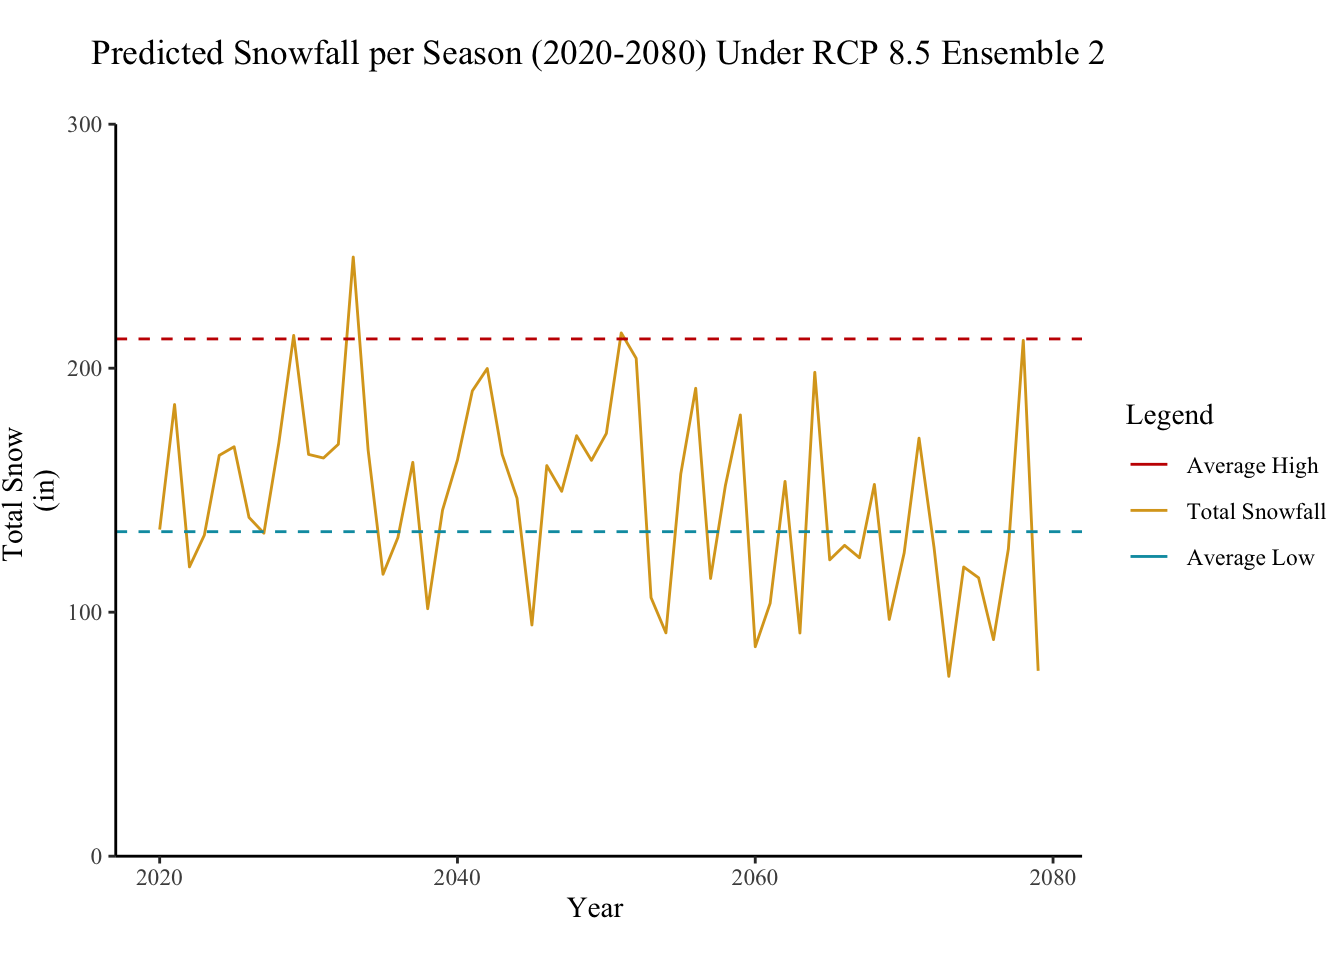 Predicted Snowfall per Season (2020-2080) Under RCP 8.5 Ensemble 2
300
200
100
0
Total Snow
(in)
2020
2040
2060
2080
Year
Legend
Average High
Total Snowfall
Average Low